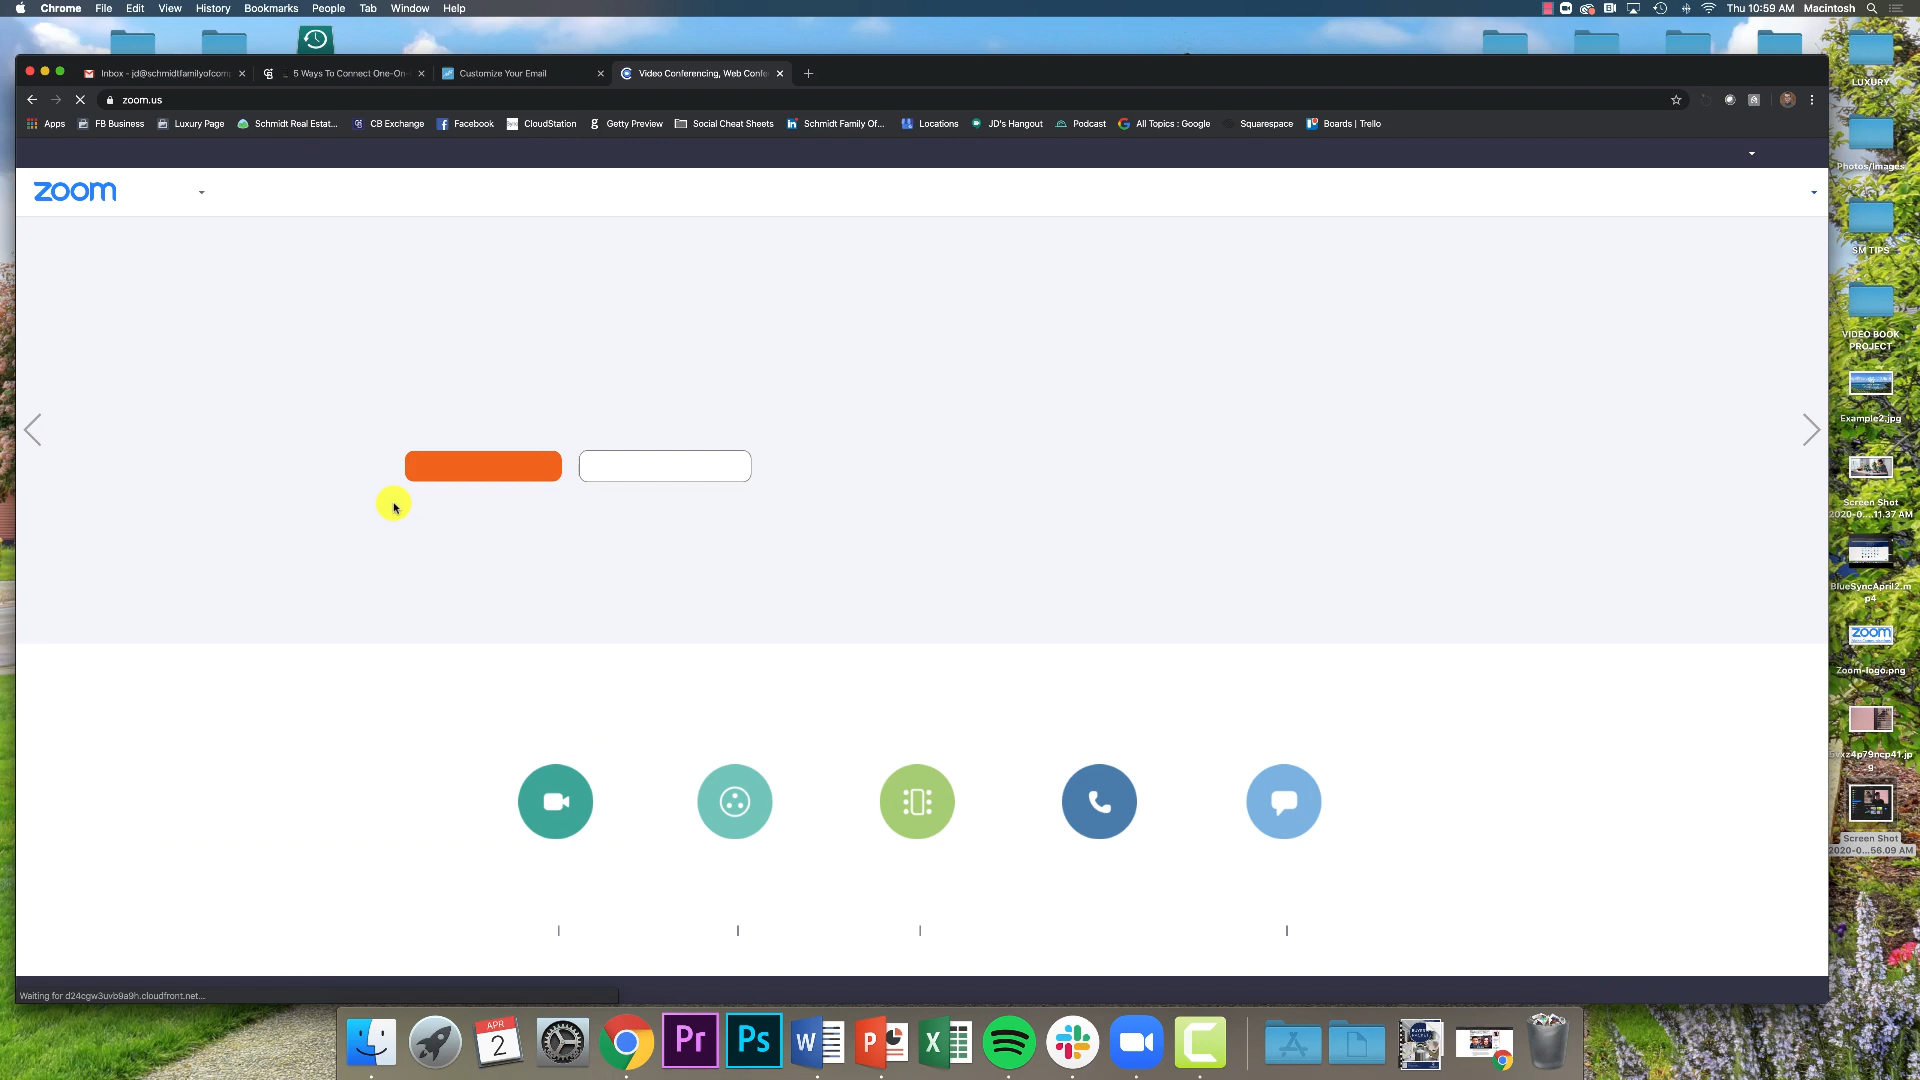 Chrome File Edit View History Bookmarks People Tab Window Help
Thu 10:59 AM Macintosh
Inbox - jd@schmidtfamilyofcomp
5 Ways To Connect One-On-
Customize Your Email
Video Conferencing, Web Confe
zoom.us
Apps FB Business Luxury Page Schmidt Real Estat... CB Exchange Facebook CloudStation Getty Preview Social Cheat Sheets Schmidt Family Of... Locations JD's Hangout Podcast All Topics : Google Squarespace Boards | Trello
zoom
LUXURY
Photos/Images
SM TIPS
VIDEO BOOK
PROJECT
Example2.jpg
Screen Shot
2020-0....11.37 AM
BlueSyncApril2.m
p4
zoom
Zoom-logo.png
Screen Shot
2020-0...56.09 AM
Waiting for d24cgw3uvb9a9h.cloudfront.net...
APR
2
Pr
Ps
W
P
X
C